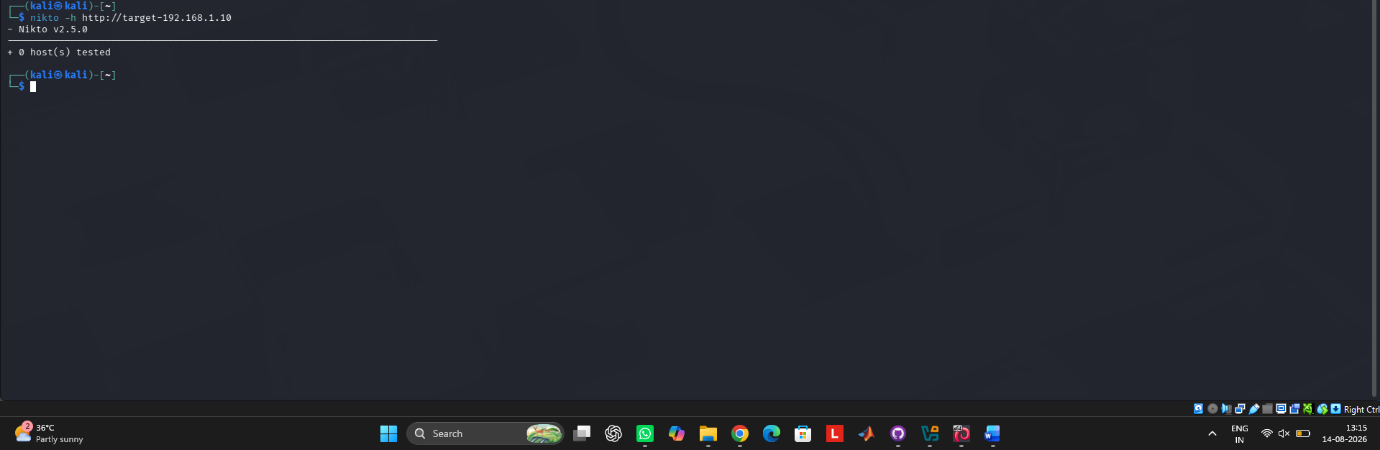 ┌──(kali㉿kali)-[~]
└─$ nikto -h http://target-192.168.1.10
- Nikto v2.5.0
---------------------------------------------------------------------------
+ 0 host(s) tested
┌──(kali㉿kali)-[~]
└─$
Right Ctrl
2
36°C
Partly sunny
Search
L
ENG
IN
13:15
14-08-2026